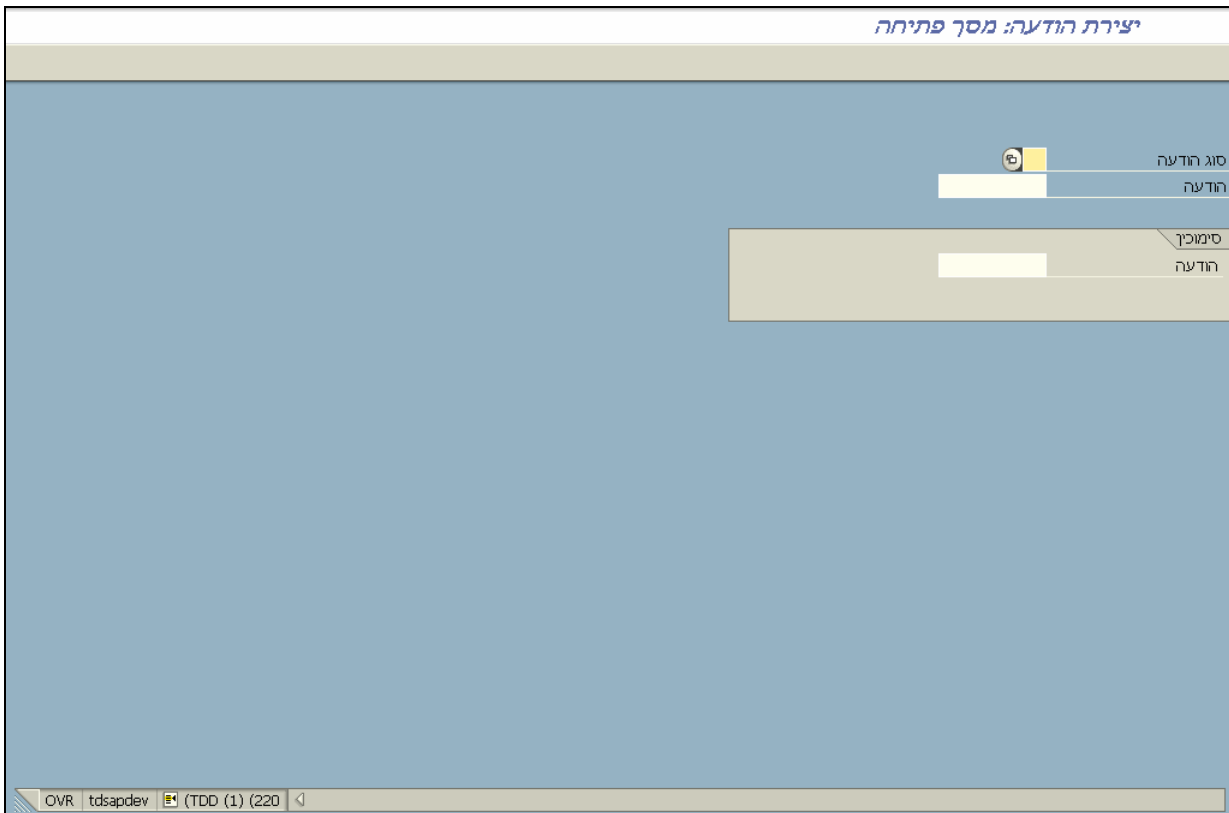 יצירת הודעה: מסך פתיחה
סוג הודעה
הודעה
סימוכין
הודעה
OVR tdsapdev (TDD (1) (220